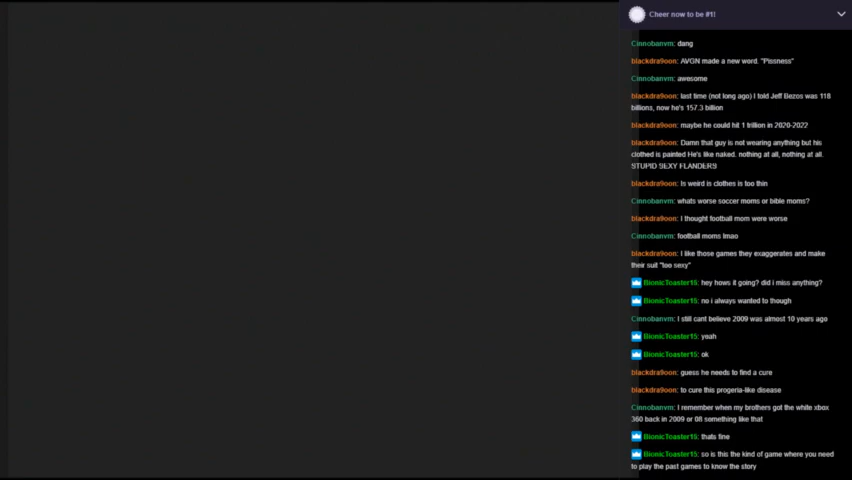 Cheer now to be #1!
Cinnobanvm: dang
blackdra9oon: AVGN made a new word. "Pissness"
Cinnobanvm: awesome
blackdra9oon: last time (not long ago) I told Jeff Bezos was 118
billions, now he's 157.3 billion
blackdra9oon: maybe he could hit 1 trillion in 2020-2022
blackdra9oon: Damn that guy is not wearing anything but his
clothed is painted He's like naked. nothing at all, nothing at all.
STUPID SEXY FLANDERS
blackdra9oon: Is weird is clothes is too thin
Cinnobanvm: whats worse soccer moms or bible moms?
blackdra9oon: I thought football mom were worse
Cinnobanvm: football moms lmao
blackdra9oon: I like those games they exaggerates and make
their suit "too sexy"
BionicToaster15: hey hows it going? did i miss anything?
BionicToaster15: no i always wanted to though
Cinnobanvm: I still cant believe 2009 was almost 10 years ago
BionicToaster15: yeah
BionicToaster15: ok
blackdra9oon: guess he needs to find a cure
blackdra9oon: to cure this progeria-like disease
Cinnobanvm: I remember when my brothers got the white xbox
360 back in 2009 or 08 something like that
BionicToaster15: thats fine
BionicToaster15: so is this the kind of game where you need
to play the past games to know the story